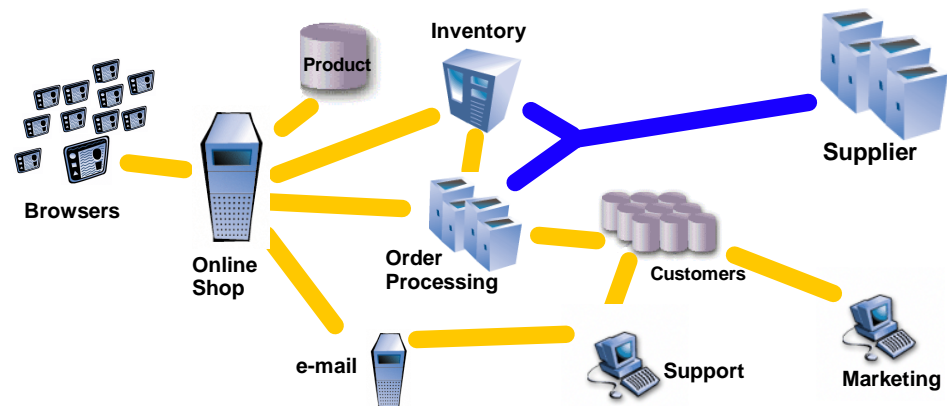 Inventory
Product
Supplier
Browsers
Online
Shop
Order
Processing
Customers
e-mail
Support
Marketing